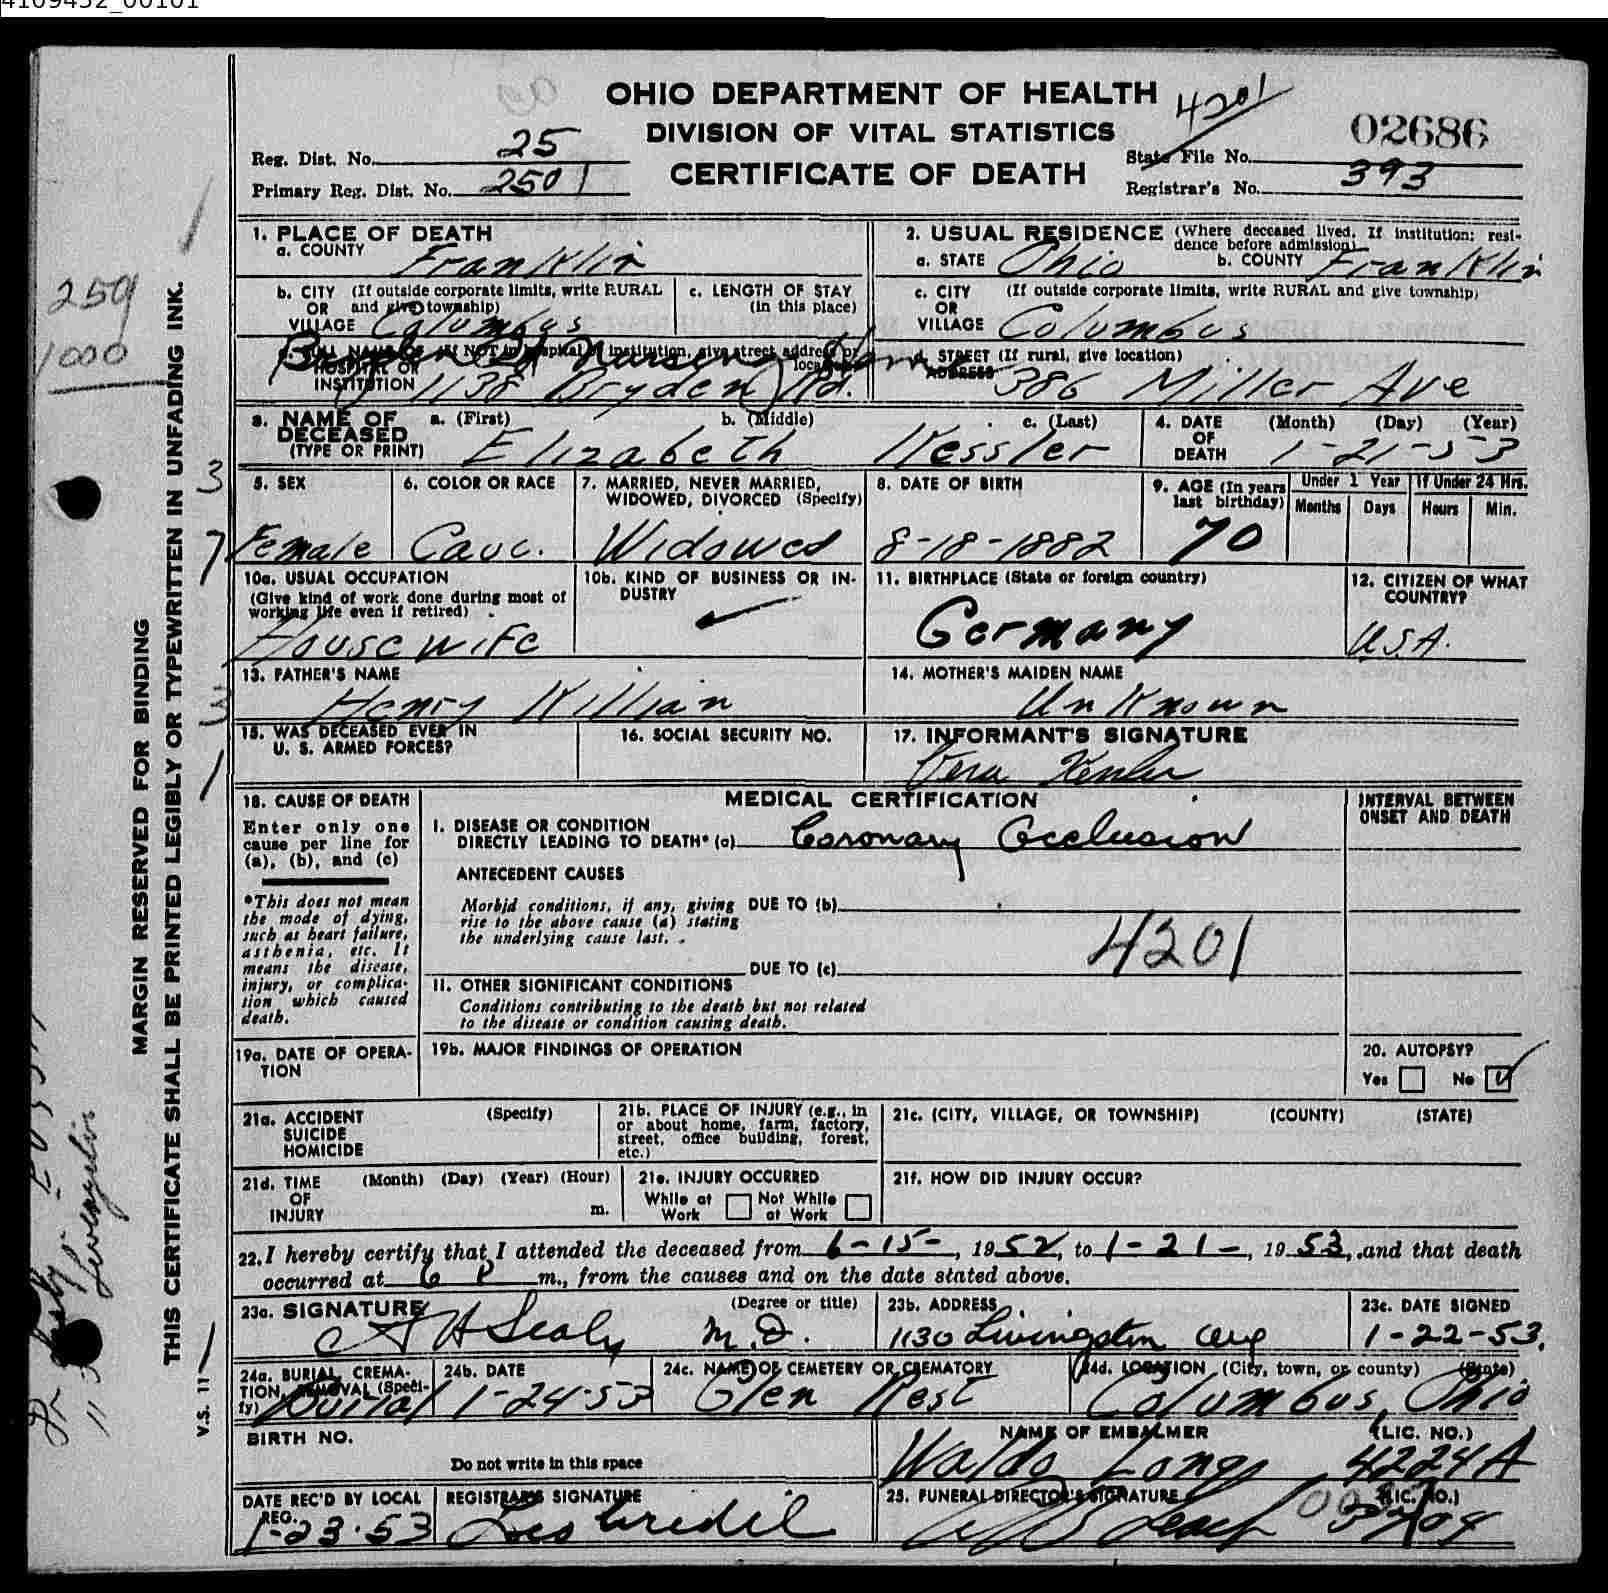 4109432_00101
OHIO DEPARTMENT OF HEALTH
4201
DIVISION OF VITAL STATISTICS
02686
CERTIFICATE OF DEATH
Reg. Dist. No. 25
State File No.
Primary Reg. Dist. No. 2501
Registrar's No. 393
1. PLACE OF DEATH
a. COUNTY Franklin
2. USUAL RESIDENCE (Where deceased lived. If institution: resi-
dence before admission)
a. STATE Ohio b. COUNTY Franklin
b. CITY (If outside corporate limits, write RURAL
OR and give township)
VILLAGE Columbus
c. LENGTH OF STAY
(in this place)
c. CITY (If outside corporate limits, write RURAL and give township)
OR
VILLAGE Columbus
d. FULL NAME OF (If NOT in hospital or institution, give street address or
location)
HOSPITAL OR
INSTITUTION 1138 Bryden Rd.
Nursing Home
d. STREET (If rural, give location)
ADDRESS 386 Miller Ave
3. NAME OF
DECEASED
(TYPE OR PRINT)
a. (First) b. (Middle) c. (Last)
Elizabeth Kessler
4. DATE
OF
DEATH
(Month) (Day) (Year)
1-21-53
5. SEX
Female
6. COLOR OR RACE
Cauc.
7. MARRIED, NEVER MARRIED,
WIDOWED, DIVORCED (Specify)
Widowed
8. DATE OF BIRTH
8-18-1882
9. AGE (In years
last birthday)
70
Under 1 Year
Months Days
If Under 24 Hrs.
Hours Min.
10a. USUAL OCCUPATION
(Give kind of work done during most of
working life even if retired)
Housewife
10b. KIND OF BUSINESS OR IN-
DUSTRY
11. BIRTHPLACE (State or foreign country)
Germany
12. CITIZEN OF WHAT
COUNTRY?
U.S.A.
13. FATHER'S NAME
Henry Killian
14. MOTHER'S MAIDEN NAME
Unknown
15. WAS DECEASED EVER IN
U. S. ARMED FORCES?
16. SOCIAL SECURITY NO.
17. INFORMANT'S SIGNATURE
Vera Kessler
18. CAUSE OF DEATH
Enter only one
cause per line for
(a), (b), and (c)
*This does not mean
the mode of dying,
such as heart failure,
asthenia, etc. It
means the disease,
injury, or complica-
tion which caused
death.
MEDICAL CERTIFICATION
INTERVAL BETWEEN
ONSET AND DEATH
I. DISEASE OR CONDITION
DIRECTLY LEADING TO DEATH* (a) Coronary Occlusion
ANTECEDENT CAUSES
Morbid conditions, if any, giving DUE TO (b)
rise to the above cause (a) stating
the underlying cause last.
4201
DUE TO (c)
II. OTHER SIGNIFICANT CONDITIONS
Conditions contributing to the death but not related
to the disease or condition causing death.
19a. DATE OF OPERA-
TION
19b. MAJOR FINDINGS OF OPERATION
20. AUTOPSY?
Yes No
21a. ACCIDENT (Specify)
SUICIDE
HOMICIDE
21b. PLACE OF INJURY (e.g., in
or about home, farm, factory,
street, office building, forest,
etc.)
21c. (CITY, VILLAGE, OR TOWNSHIP) (COUNTY) (STATE)
21d. TIME (Month) (Day) (Year) (Hour)
OF
INJURY m.
21e. INJURY OCCURRED
While at Work Not While at Work
21f. HOW DID INJURY OCCUR?
22. I hereby certify that I attended the deceased from 6-15-, 1952, to 1-21-, 1953, and that death
occurred at 6 P m., from the causes and on the date stated above.
23a. SIGNATURE (Degree or title)
A H Sealy M.D.
23b. ADDRESS
1130 Livingston Ave
23c. DATE SIGNED
1-22-53.
24a. BURIAL, CREMA-
TION, REMOVAL (Speci-
fy) Burial
24b. DATE
1-24-53
24c. NAME OF CEMETERY OR CREMATORY
Glen Rest
24d. LOCATION (City, town, or county) (State)
Columbus, Ohio
BIRTH NO.
Do not write in this space
NAME OF EMBALMER (LIC. NO.)
Waldo Long 4224A
DATE REC'D BY LOCAL
REG.
1-23-53
REGISTRAR'S SIGNATURE
25. FUNERAL DIRECTOR'S SIGNATURE (LIC. NO.)
MARGIN RESERVED FOR BINDING
THIS CERTIFICATE SHALL BE PRINTED LEGIBLY OR TYPEWRITTEN IN UNFADING INK.
V.S. 11
259
1000
3
7
3
1